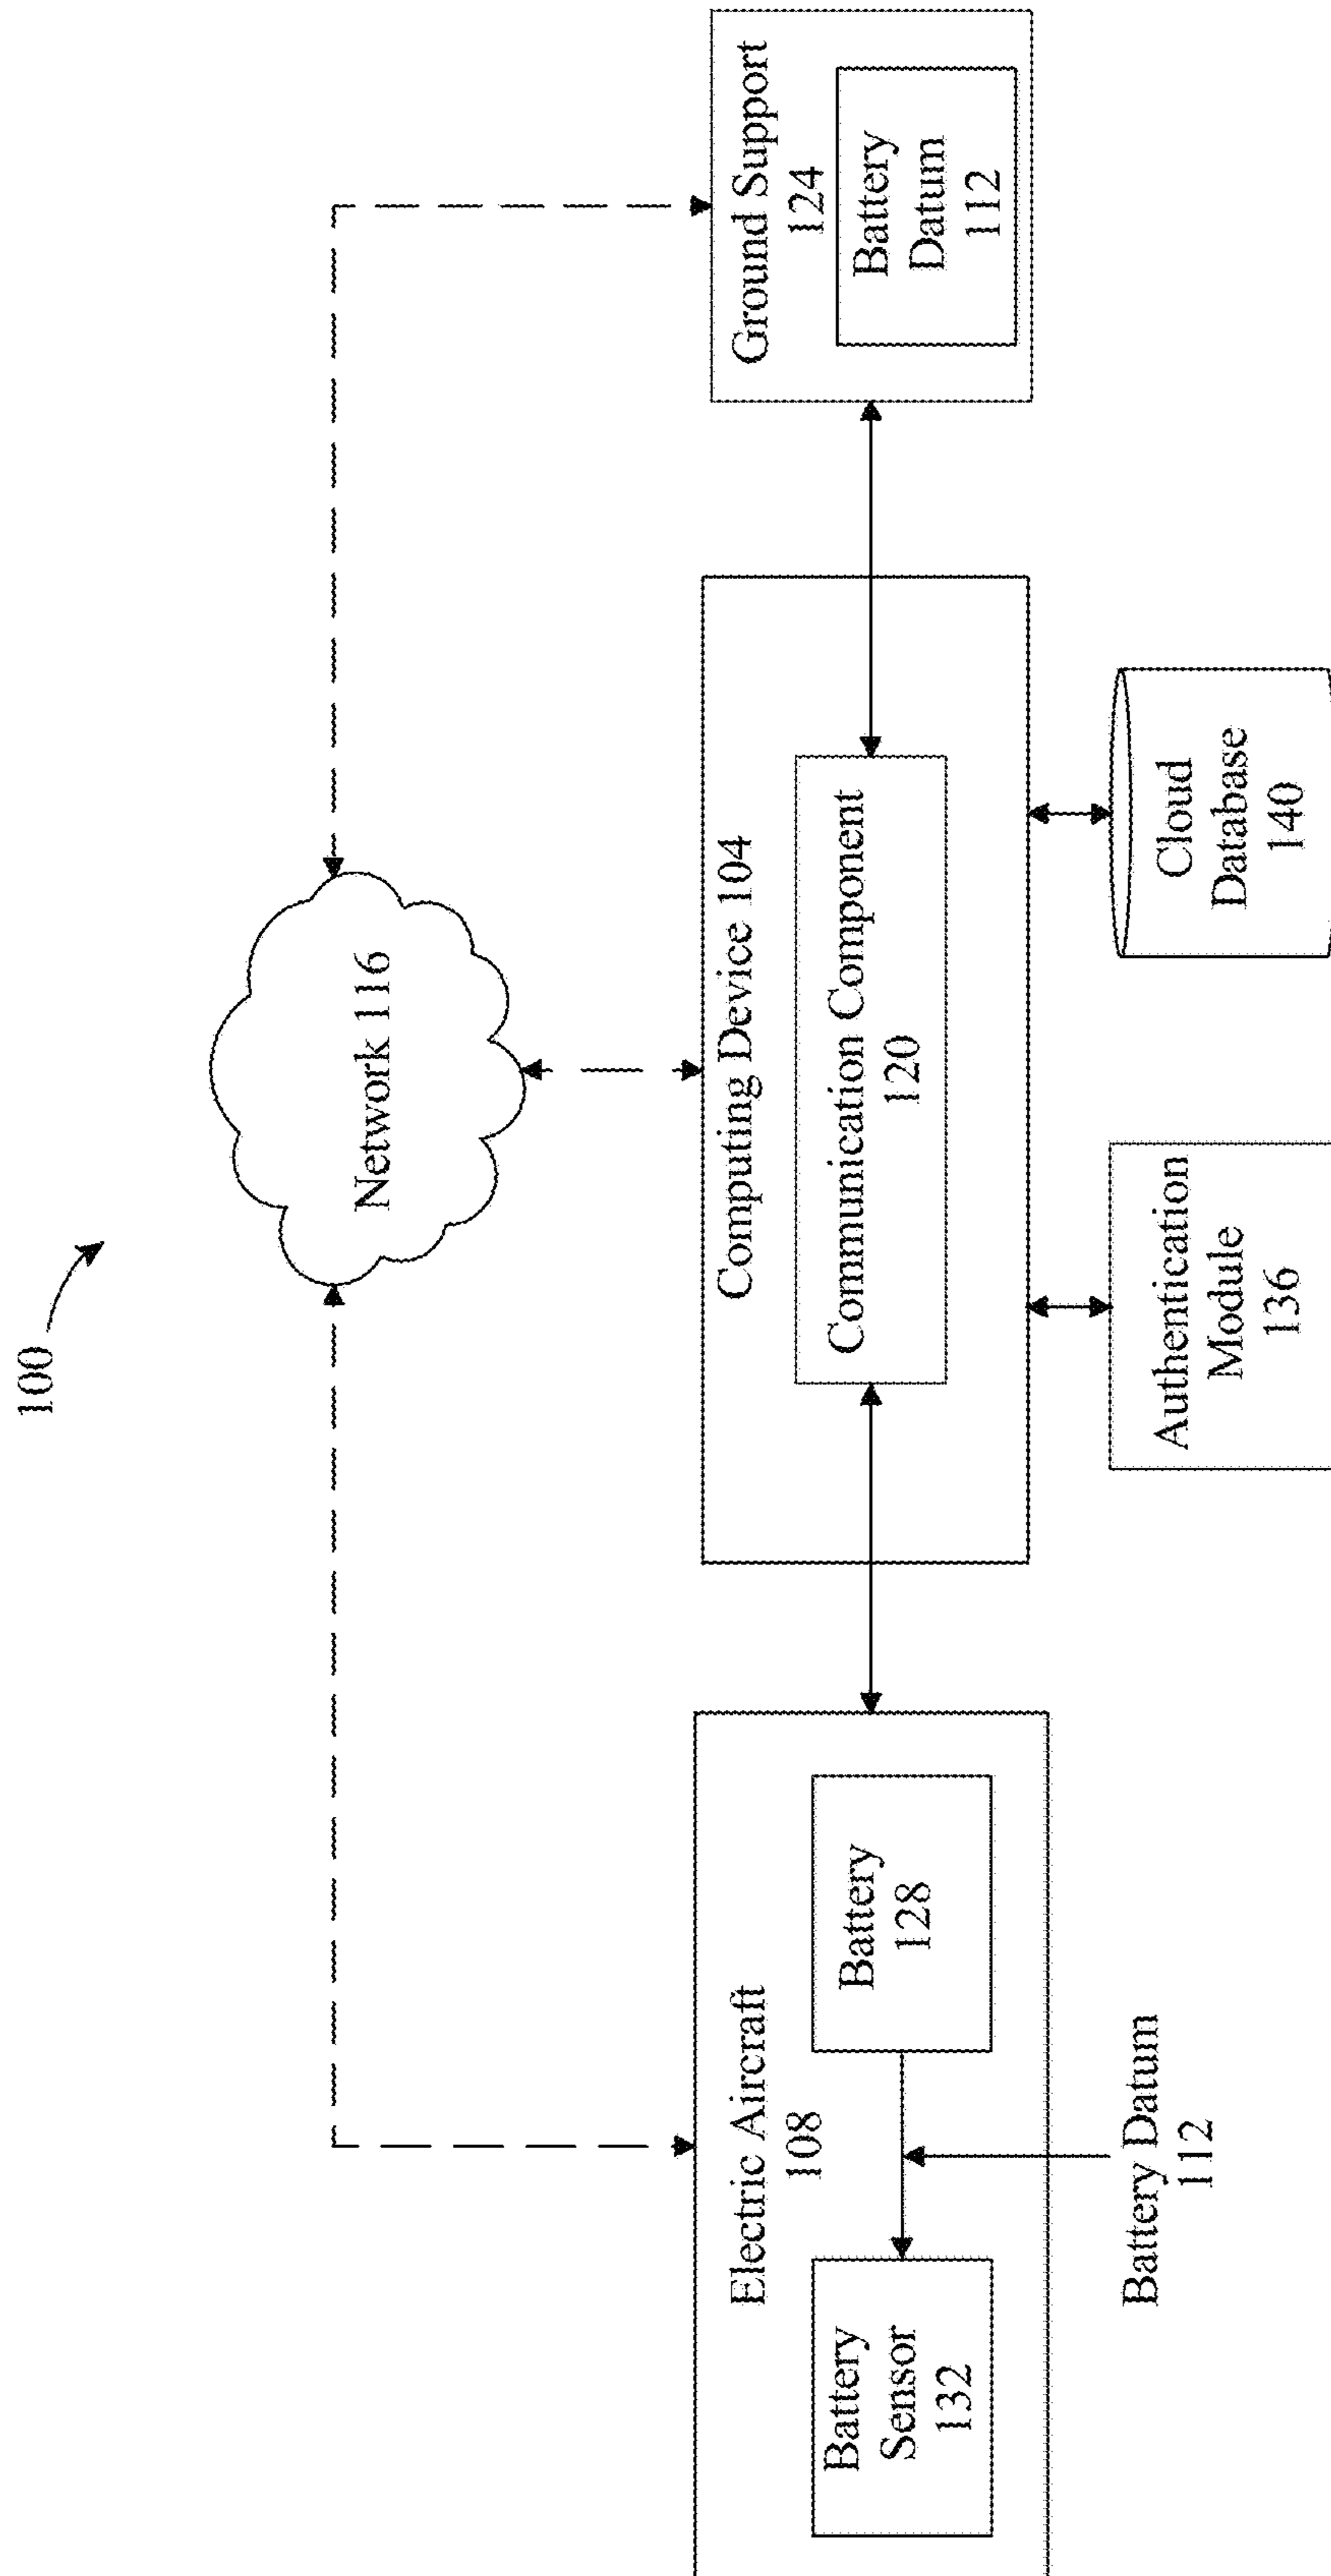 100
Network 116
Electric Aircraft
108
Battery
Sensor
132
Battery
128
Battery Datum
112
Computing Device 104
Communication Component
120
Authentication
Module
136
Cloud
Database
140
Ground Support
124
Battery
Datum
112